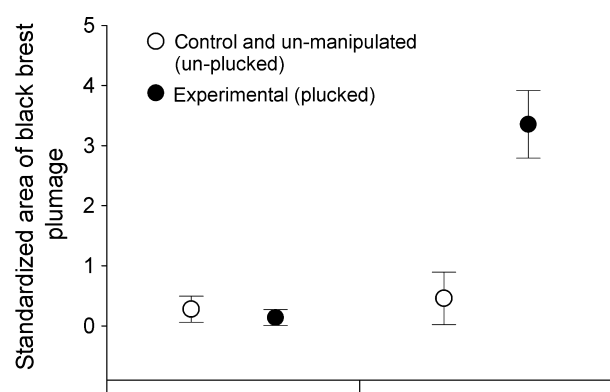 Standardized area of black brest
plumage
5
4
3
2
1
0
Control and un-manipulated
(un-plucked)
Experimental (plucked)